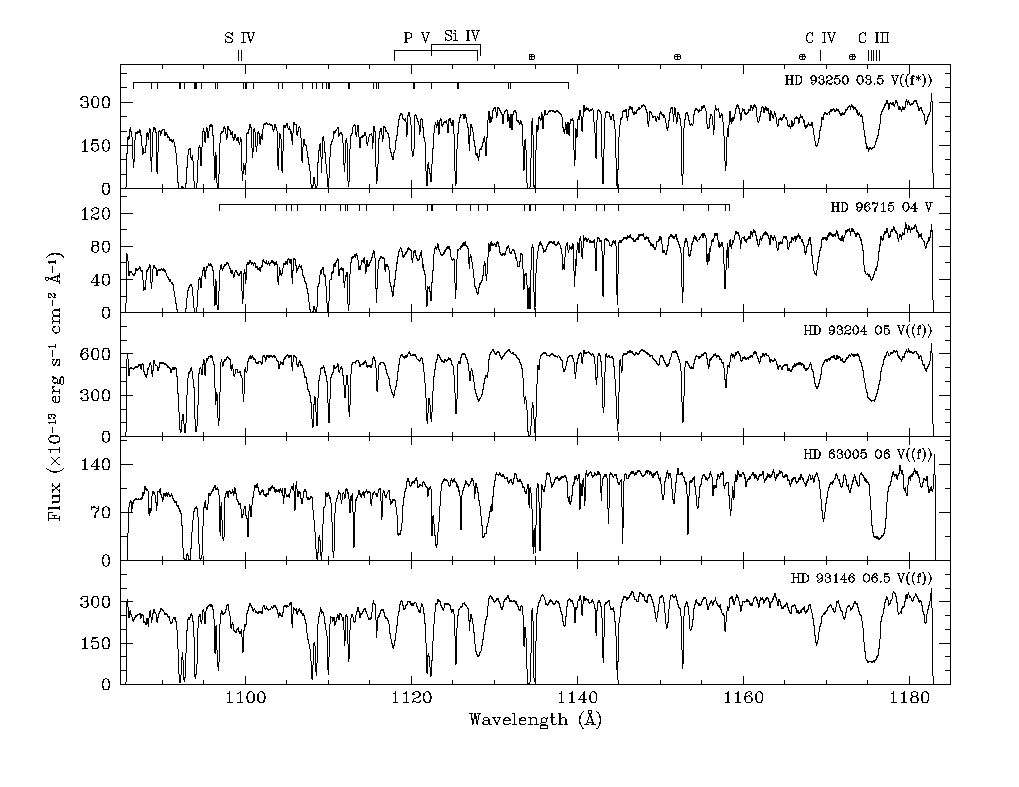 S IV P V Si IV C IV C III
⊕ ⊕ ⊕ ⊕
HD 93250 O3.5 V((f*))
300
150
0
HD 96715 O4 V
120
80
40
0
HD 93204 O5 V((f))
600
300
0
HD 63005 O6 V((f))
140
70
0
HD 93146 O6.5 V((f))
300
150
0
Flux (×10⁻¹³ erg s⁻¹ cm⁻² Å⁻¹)
1100 1120 1140 1160 1180
Wavelength (Å)